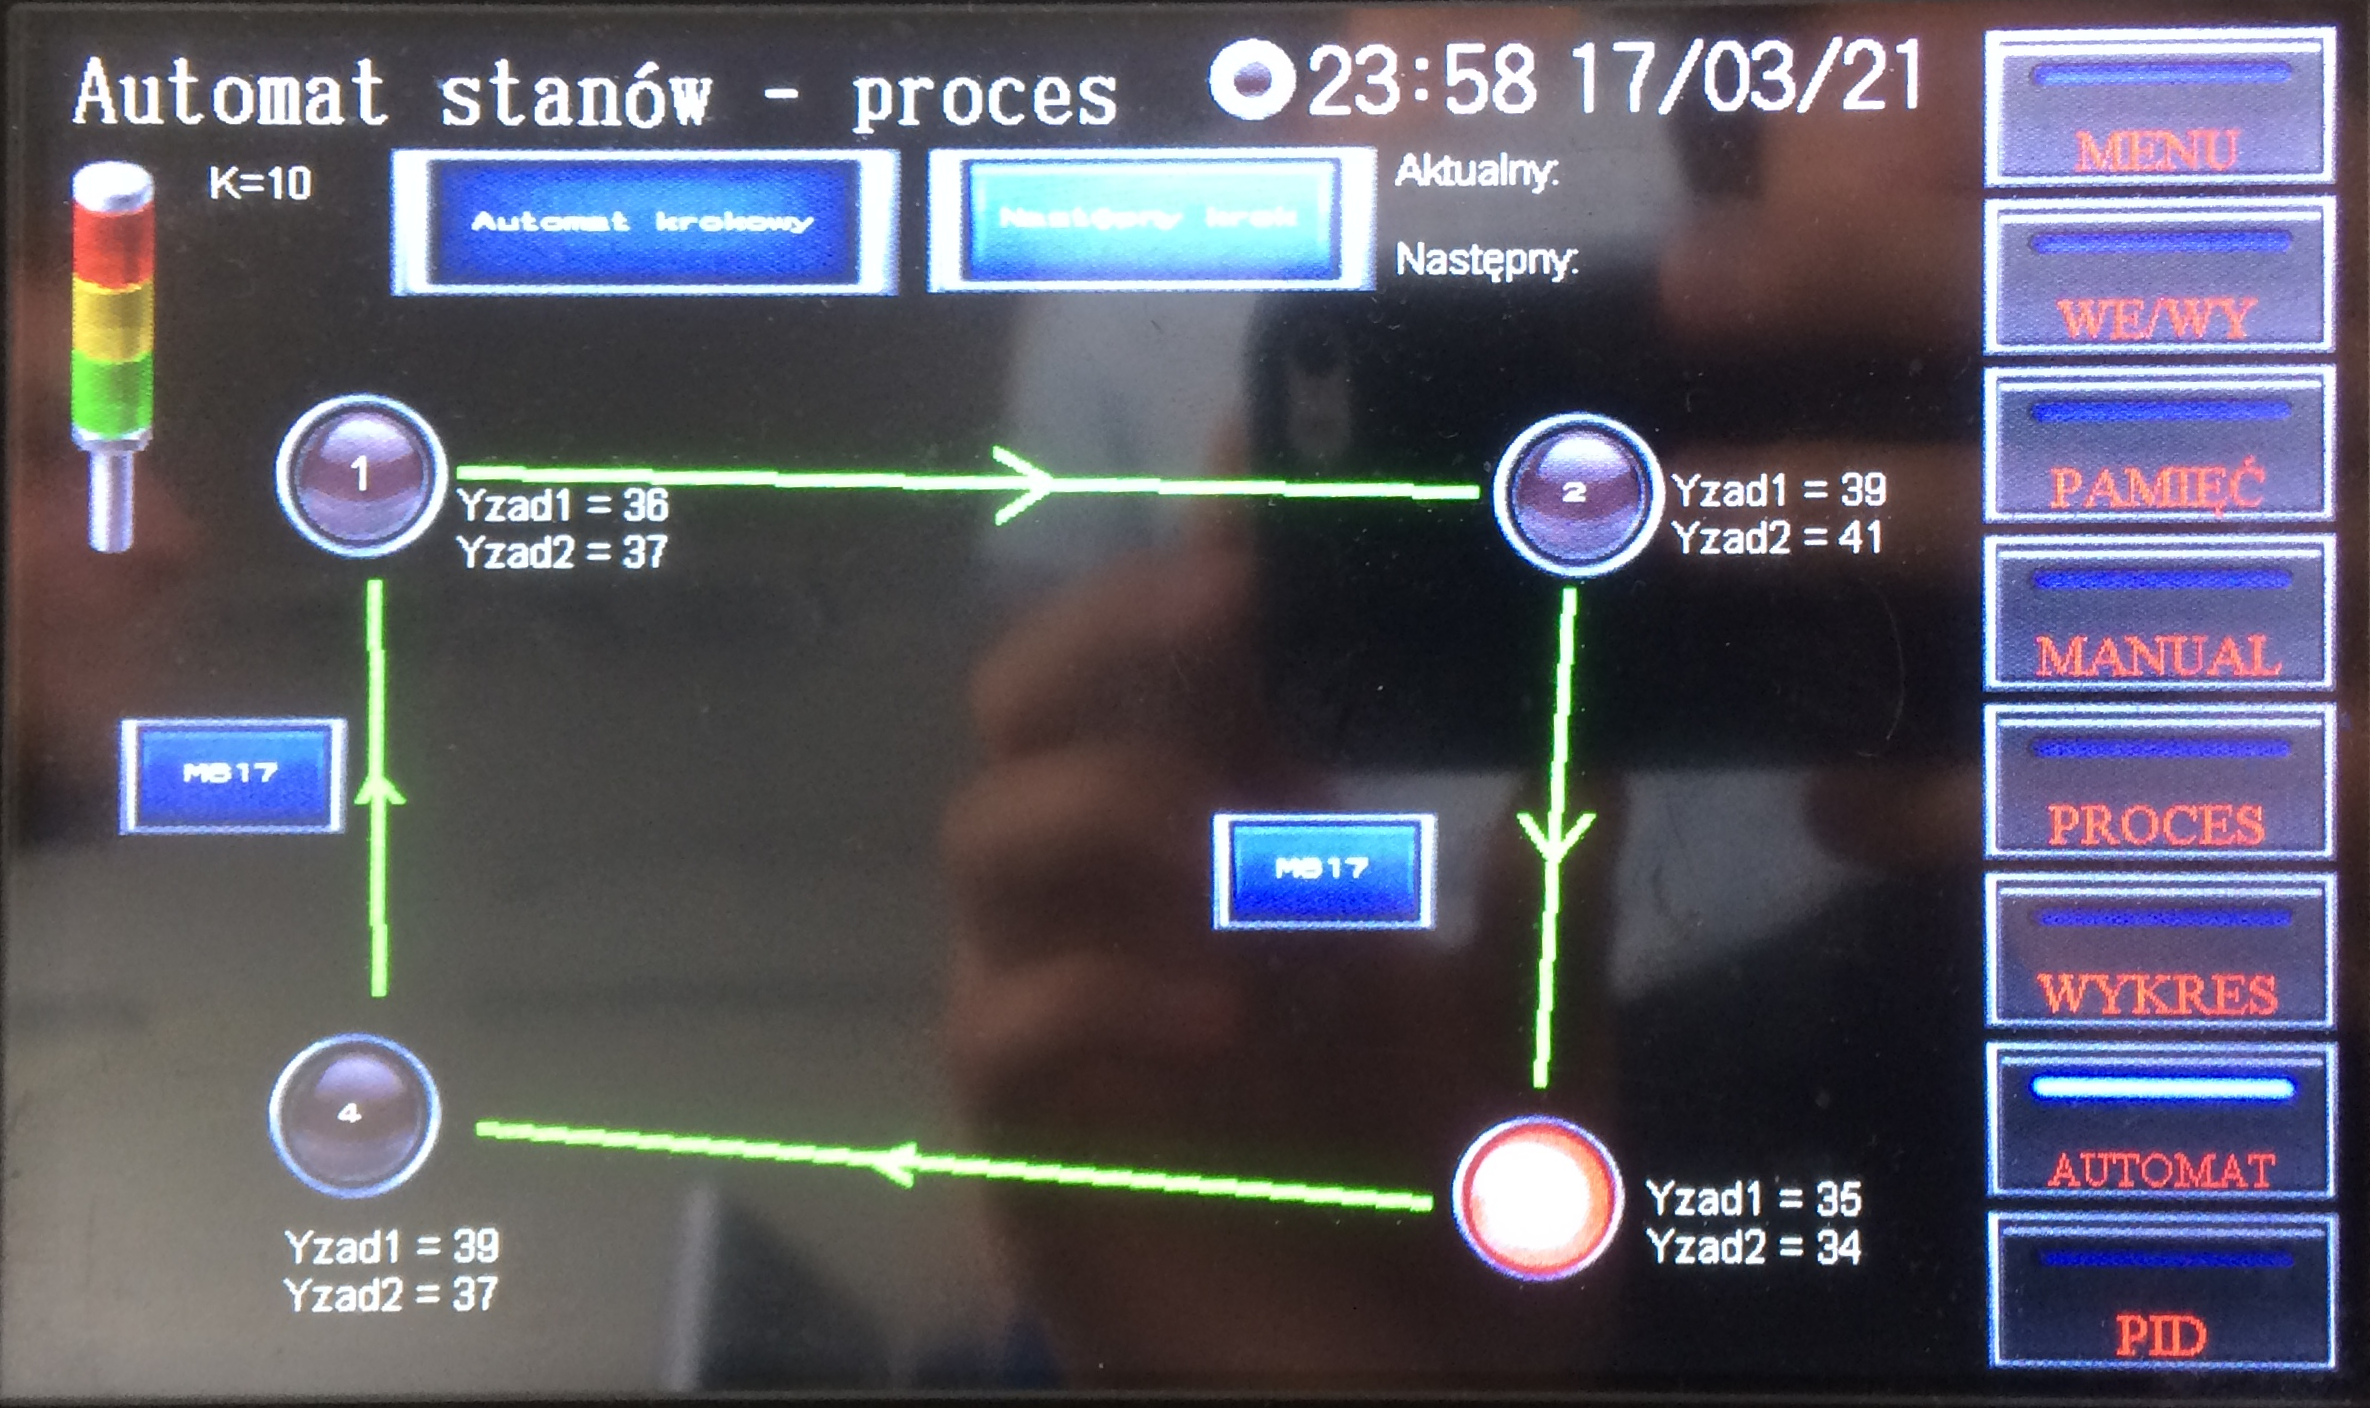 Automat stanów - proces
23:58 17/03/21
K=10
Automat krokowy
Następny krok
Aktualny:
Następny:
1
Yzad1 = 36
Yzad2 = 37
2
Yzad1 = 39
Yzad2 = 41
M817
M817
4
Yzad1 = 39
Yzad2 = 37
Yzad1 = 35
Yzad2 = 34
MENU
WE/WY
PAMIĘĆ
MANUAL
PROCES
WYKRES
AUTOMAT
PID